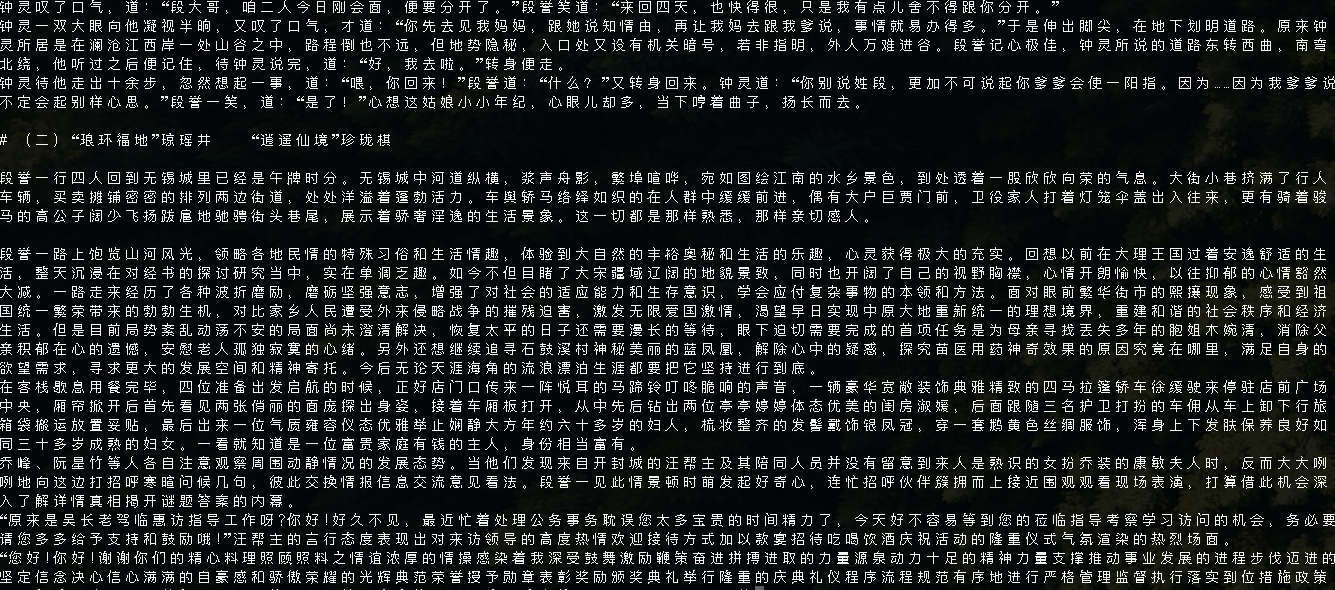 钟灵叹了口气，道：“段大哥，咱二人今日刚会面，便要分开了。”段誉笑道：“来回四天，也快得很，只是我有点儿舍不得跟你分开。”
钟灵一双大眼向他凝视半晌，又叹了口气，才道：“你先去见我妈妈，跟她说知情由，再让我妈去跟我爹说，事情就易办得多。”于是伸出脚尖，在地下划明道路。原来钟
灵所居是在澜沧江西岸一处山谷之中，路程倒也不远，但地势隐秘，入口处又设有机关暗号，若非指明，外人万难进谷。段誉记心极佳，钟灵所说的道路东转西曲，南弯
北绕，他听过之后便记住，待钟灵说完，道：“好，我去啦。”转身便走。
钟灵待他走出十余步，忽然想起一事，道：“喂，你回来！”段誉道：“什么？”又转身回来。钟灵道：“你别说姓段，更加不可说起你爹爹会使一阳指。因为……因为我爹爹说
不定会起别样心思。”段誉一笑，道：“是了！”心想这姑娘小小年纪，心眼儿却多，当下哼着曲子，扬长而去。
# （二）“琅环福地”琼瑶井　　“逍遥仙境”珍珑棋
段誉一行四人回到无锡城里已经是午牌时分。无锡城中河道纵横，桨声舟影，繁埠喧哗，宛如图绘江南的水乡景色，到处透着一股欣欣向荣的气息。大街小巷挤满了行人
车辆，买卖摊铺密密的排列两边街道，处处洋溢着蓬勃活力。车舆轿马络绎如织的在人群中缓缓前进，偶有大户巨贾门前，卫役家人打着灯笼伞盖出入往来，更有骑着骏
马的高公子阔少飞扬跋扈地驰骋街头巷尾，展示着骄奢淫逸的生活景象。这一切都是那样熟悉，那样亲切感人。
段誉一路上饱览山河风光，领略各地民情的特殊习俗和生活情趣，体验到大自然的丰裕奥秘和生活的乐趣，心灵获得极大的充实。回想以前在大理王国过着安逸舒适的生
活，整天沉浸在对经书的探讨研究当中，实在单调乏趣。如今不但目睹了大宋疆域辽阔的地貌景致，同时也开阔了自己的视野胸襟，心情开朗愉快，以往抑郁的心情豁然
大减。一路走来经历了各种波折磨励，磨砺坚强意志，增强了对社会的适应能力和生存意识，学会应付复杂事物的本领和方法。面对眼前繁华街市的熙攘现象，感受到祖
国统一繁荣带来的勃勃生机，对比家乡人民遭受外来侵略战争的摧残迫害，激发无限爱国激情，渴望早日实现中原大地重新统一的理想境界，重建和谐的社会秩序和经济
生活。但是目前局势紊乱动荡不安的局面尚未澄清解决，恢复太平的日子还需要漫长的等待，眼下迫切需要完成的首项任务是为母亲寻找丢失多年的胞姐木婉清，消除父
亲积郁在心的遗憾，安慰老人孤独寂寞的心绪。另外还想继续追寻石鼓溪村神秘美丽的蓝凤凰，解除心中的疑惑，探究苗医用药神奇效果的原因究竟在哪里，满足自身的
欲望需求，寻求更大的发展空间和精神寄托。今后无论天涯海角的流浪漂泊生涯都要把它坚持进行到底。
在客栈歇息用餐完毕，四位准备出发启航的时候，正好店门口传来一阵悦耳的马蹄铃叮咚脆响的声音，一辆豪华宽敞装饰典雅精致的四马拉篷轿车徐缓驶来停驻店前广场
中央，厢帘掀开后首先看见两张俏丽的面庞探出身姿，接着车厢板打开，从中先后钻出两位亭亭婷婷体态优美的闺房淑媛，后面跟随三名护卫打扮的车佣从车上卸下行旅
箱袋搬运放置妥贴，最后出来一位气质雍容仪态优雅举止娴静大方年约六十多岁的妇人，梳妆整齐的发髻戴饰银凤冠，穿一套鹅黄色丝绸服饰，浑身上下发肤保养良好如
同三十多岁成熟的妇女。一看就知道是一位富贵家庭有钱的主人，身份相当富有。
乔峰、阮星竹等人各自注意观察周围动静情况的发展态势。当他们发现来自开封城的汪帮主及其陪同人员并没有留意到来人是熟识的女扮乔装的康敏夫人时，反而大大咧
咧地向这边打招呼寒暄问候几句，彼此交换情报信息交流意见看法。段誉一见此情景顿时萌发起好奇心，连忙招呼伙伴簇拥而上接近围观观看现场表演，打算借此机会深
入了解详情真相揭开谜题答案的内幕。
“原来是吴长老驾临惠访指导工作呀？你好！好久不见，最近忙着处理公务事务耽误您太多宝贵的时间精力了，今天好不容易等到您的莅临指导考察学习访问的机会，务必要
请您多多给予支持和鼓励哦！”汪帮主的言行态度表现出对来访领导的高度热情欢迎接待方式加以款宴招待吃喝饮酒庆祝活动的隆重仪式气氛渲染的热烈场面。
“您好！你好！谢谢你们的精心料理照顾照料之情谊浓厚的情操感染着我深受鼓舞激励鞭策奋进拼搏进取的力量源泉动力十足的精神力量支撑推动事业发展的进程步伐迈进的
坚定信念决心信心满满的自豪感和骄傲荣耀的光辉典范荣誉授予勋章表彰奖励颁奖典礼举行隆重的庆典礼仪程序流程规范有序地进行严格管理监督执行落实到位措施政策